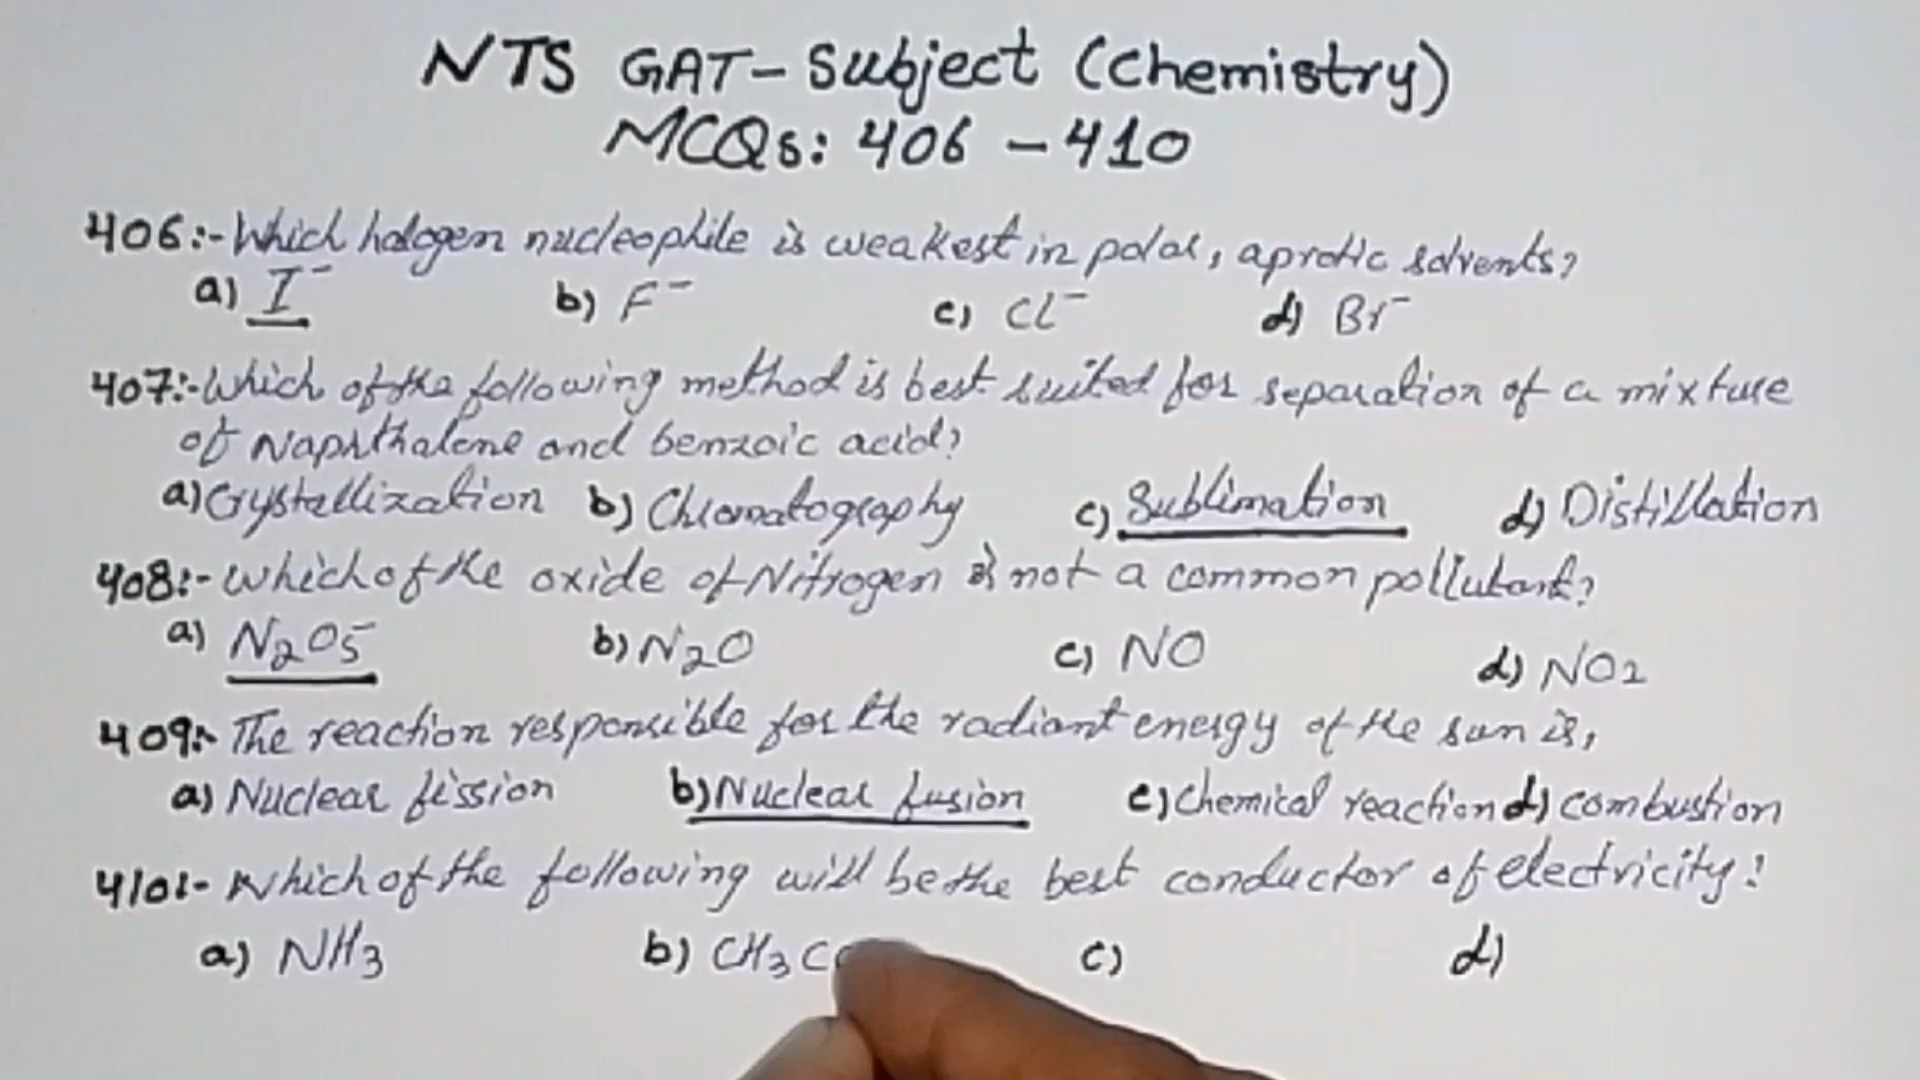 NTS GAT-Subject (Chemistry)
MCQs: 406 - 410
406:- Which halogen nucleophile is weakest in polar, aprotic solvents?
a) I⁻ b) F⁻ c) Cl⁻ d) Br⁻
407:- Which of the following method is best suited for separation of a mixture
of Naphthalene and benzoic acid?
a) Crystallization b) Chromatography c) Sublimation d) Distillation
408:- Which of the oxide of Nitrogen is not a common pollutant?
a) N₂O₅ b) N₂O c) NO d) NO₂
409:- The reaction responsible for the radiant energy of the sun is,
a) Nuclear fission b) Nuclear fusion c) Chemical reaction d) combustion
410:- Which of the following will be the best conductor of electricity?
a) NH₃ b) CH₃C c) d)